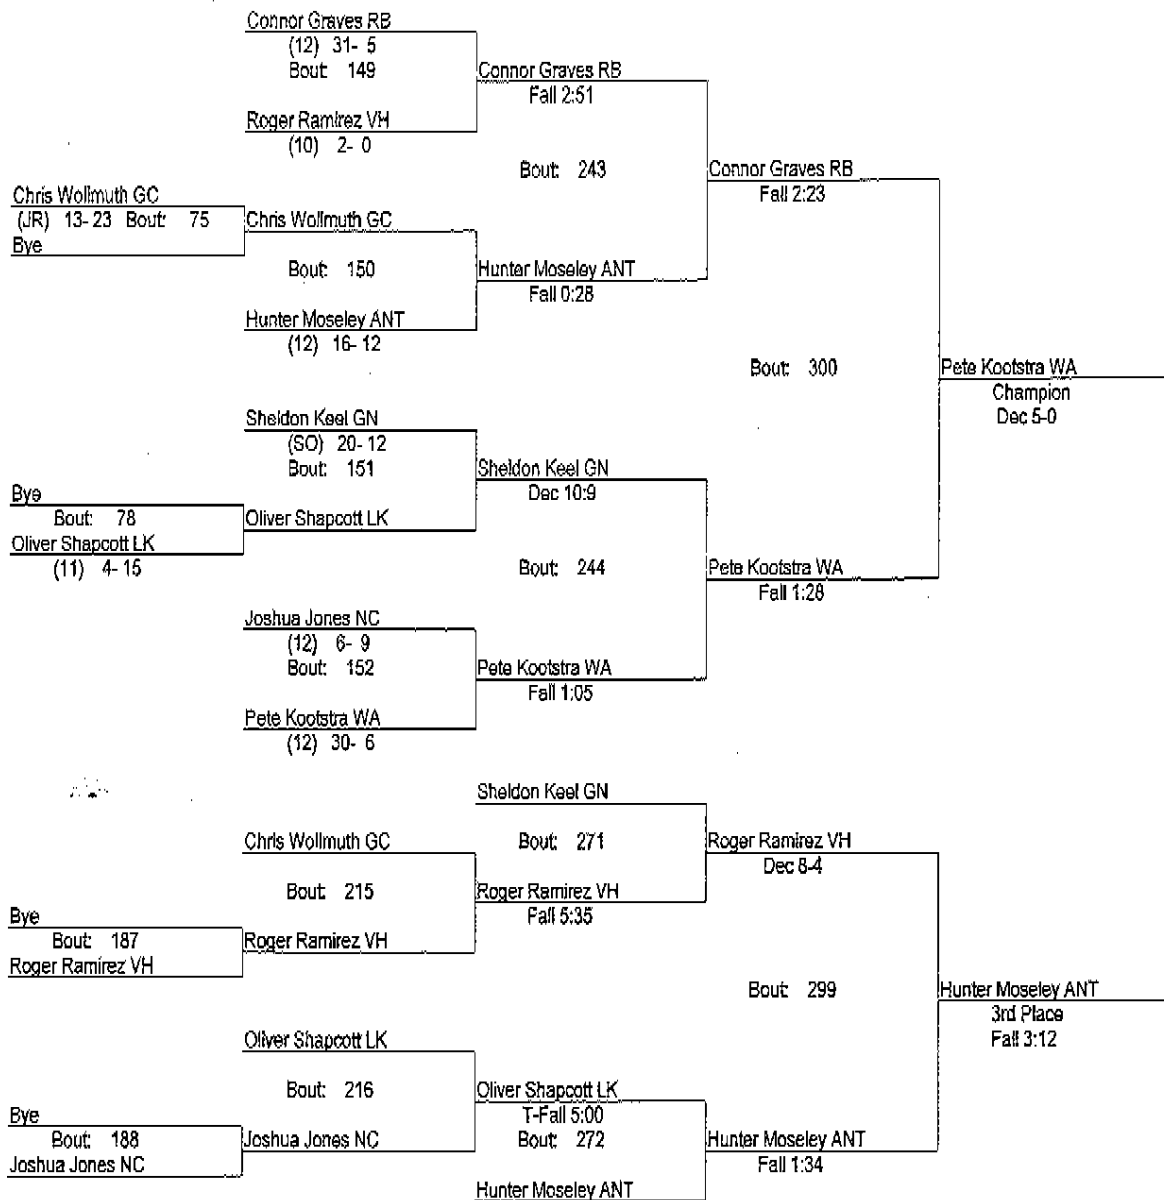 Connor Graves RB
(12) 31- 5
Bout: 149
Connor Graves RB
Fall 2:51
Roger Ramirez VH
(10) 2- 0
Bout: 243
Connor Graves RB
Fall 2:23
Chris Wollmuth GC
(JR) 13- 23 Bout: 75
Bye
Chris Wollmuth GC
Bout: 150
Hunter Moseley ANT
Fall 0:28
Hunter Moseley ANT
(12) 16- 12
Bout: 300
Pete Kootstra WA
Champion
Dec 5-0
Sheldon Keel GN
(SO) 20- 12
Bout: 151
Sheldon Keel GN
Dec 10-9
Bye
Bout: 78
Oliver Shapcott LK
(11) 4- 15
Oliver Shapcott LK
Bout: 244
Pete Kootstra WA
Fall 1:28
Joshua Jones NC
(12) 6- 9
Bout: 152
Pete Kootstra WA
Fall 1:05
Pete Kootstra WA
(12) 30- 6
Sheldon Keel GN
Chris Wollmuth GC
Bout: 271
Roger Ramirez VH
Dec 8-4
Bout: 215
Roger Ramirez VH
Fall 5:35
Bye
Bout: 187
Roger Ramirez VH
Roger Ramirez VH
Bout: 299
Hunter Moseley ANT
3rd Place
Fall 3:12
Oliver Shapcott LK
Bout: 216
Oliver Shapcott LK
T-Fall 5:00
Bye
Bout: 188
Joshua Jones NC
Joshua Jones NC
Bout: 272
Hunter Moseley ANT
Fall 1:34
Hunter Moseley ANT